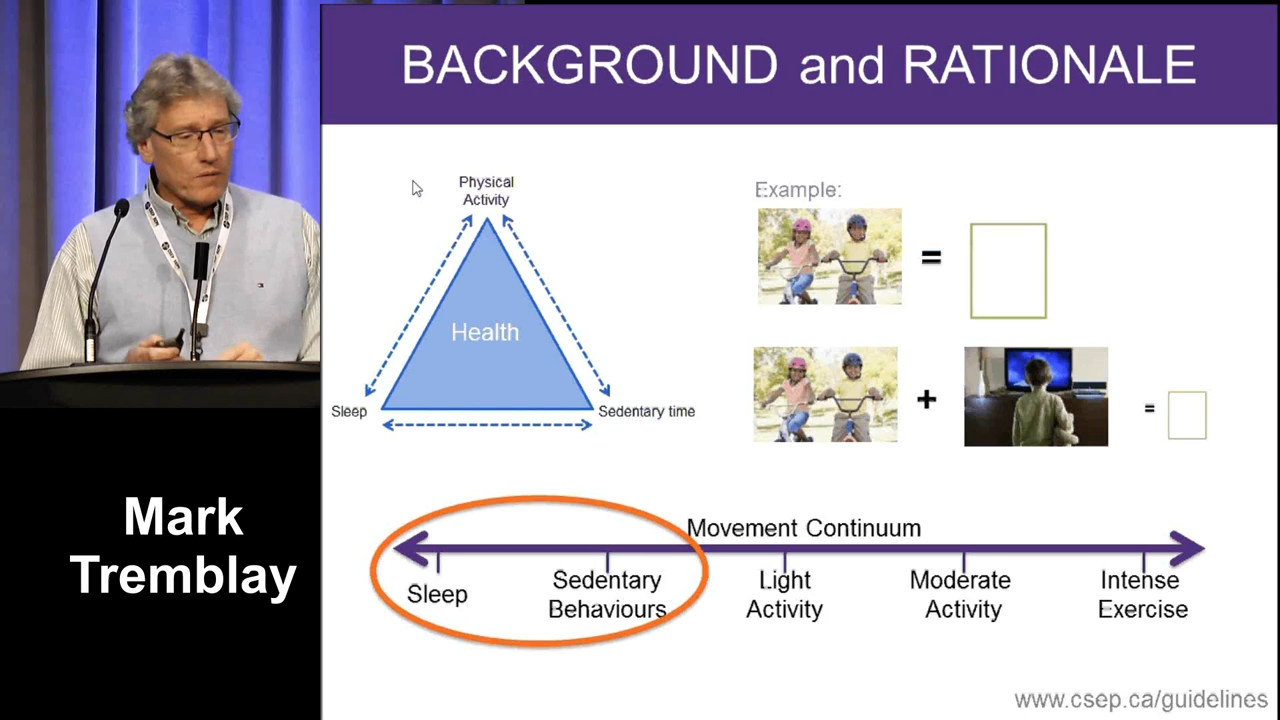 BACKGROUND and RATIONALE
Physical
Activity
Health
Sleep
Sedentary time
Example:
=
+
=
Movement Continuum
Sleep
Sedentary
Behaviours
Light
Activity
Moderate
Activity
Intense
Exercise
www.csep.ca/guidelines
Mark
Tremblay